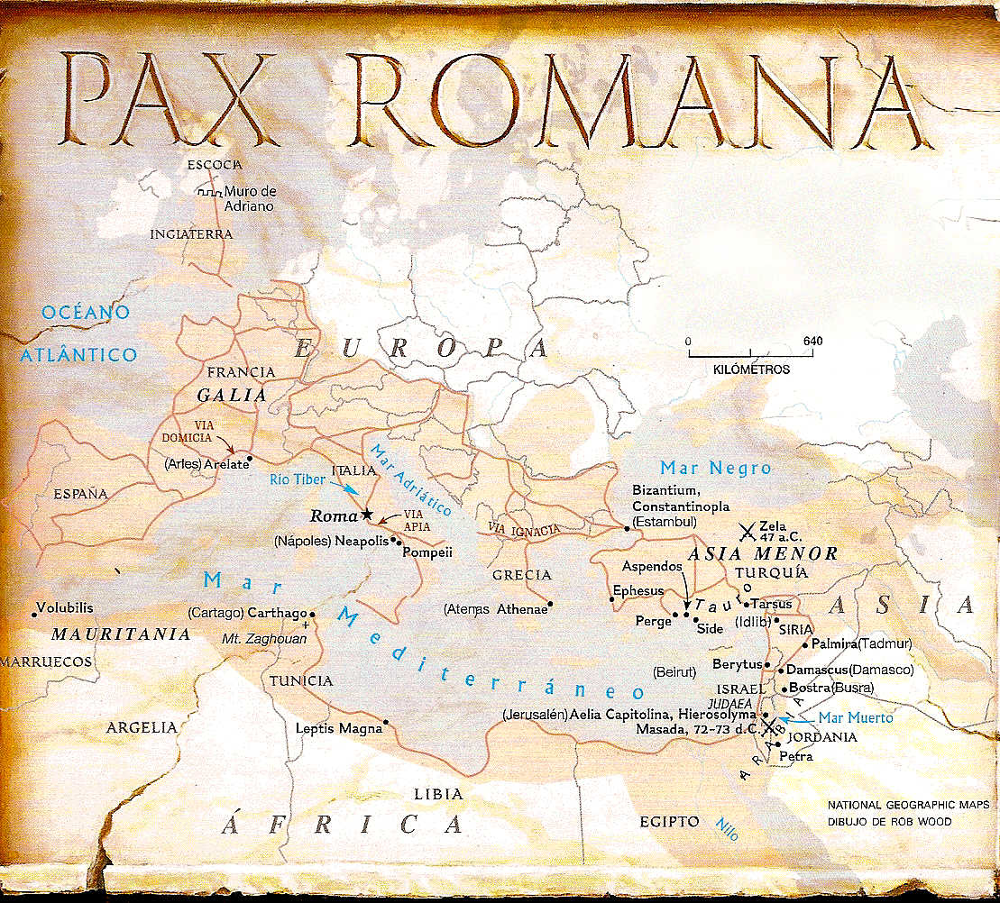 PAX ROMANA
ESCOCIA
Muro de
Adriano
INGLATERRA
OCÉANO
ATLÂNTICO
EUROPA
0 640
KILÓMETROS
FRANCIA
GALIA
VIA
DOMICIA
(Arles) Arelate
ESPAÑA
Río Tiber
ITALIA
Mar Adriático
Roma
VIA
APIA
(Nápoles) Neapolis
Pompeii
VIA IGNACIA
Mar Negro
Bizantium,
Constantinopla
(Estambul)
Zela
47 a.C.
ASIA MENOR
TURQUÍA
Aspendos
GRECIA
Ephesus
Tauro
Tarsus
ASIA
(Atenas Athenae
Perge
Side
(Idlib)
SIRIA
Mar Mediterráneo
Volubilis
(Cartago) Carthago
MAURITANIA
Mt. Zaghouan
MARRUECOS
TUNICIA
Palmira(Tadmur)
(Beirut) Berytus
Damascus(Damasco)
ISRAEL
Bostra(Busra)
JUDAEA
(Jerusalén)Aelia Capitolina, Hierosolyma
Mar Muerto
Masada, 72-73 d.C.
ARABIA
JORDANIA
Petra
ARGELIA
Leptis Magna
LIBIA
ÁFRICA
EGIPTO
Nilo
NATIONAL GEOGRAPHIC MAPS
DIBUJO DE ROB WOOD